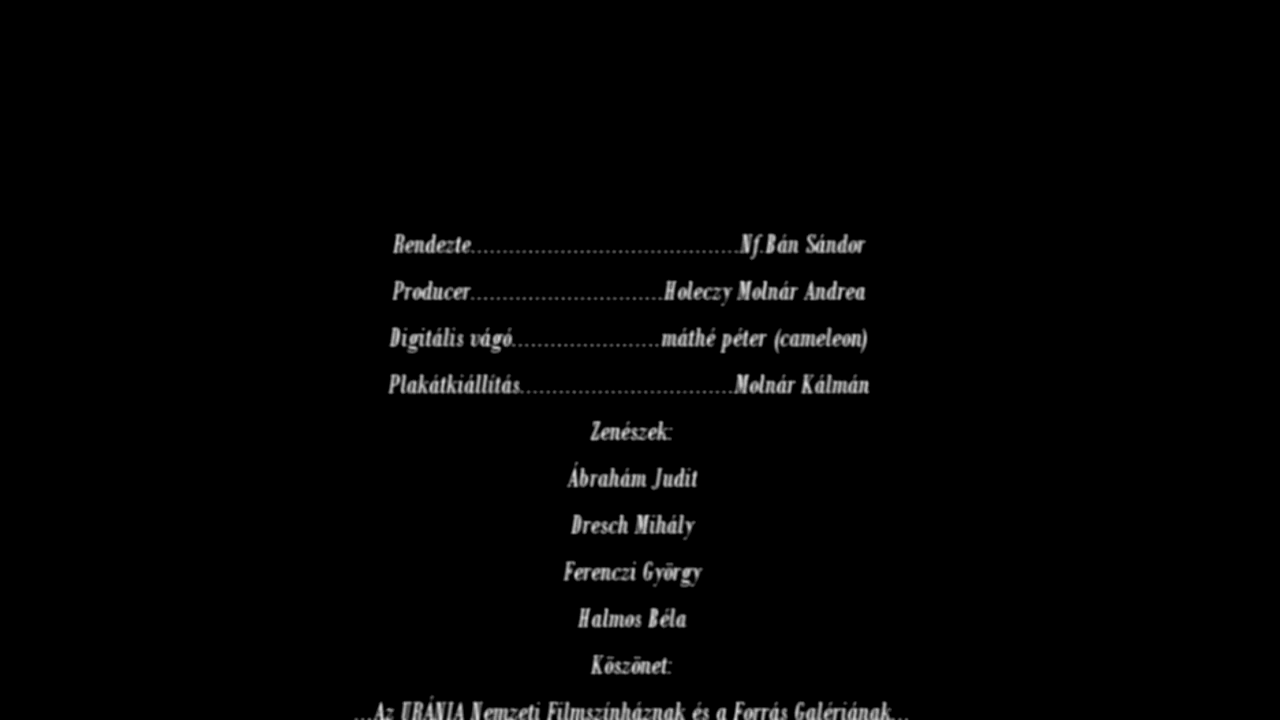 Rendezte...........................................Nf.Bán Sándor
Producer...............................Holeczy Molnár Andrea
Digitális vágó........................máthé péter (cameleon)
Plakátkiállítás..................................Molnár Kálmán
Zenészek:
Ábrahám Judit
Dresch Mihály
Ferenczi György
Halmos Béla
Köszönet:
...Az URÁNIA Nemzeti Filmszínháznak és a Forrás Galériának...